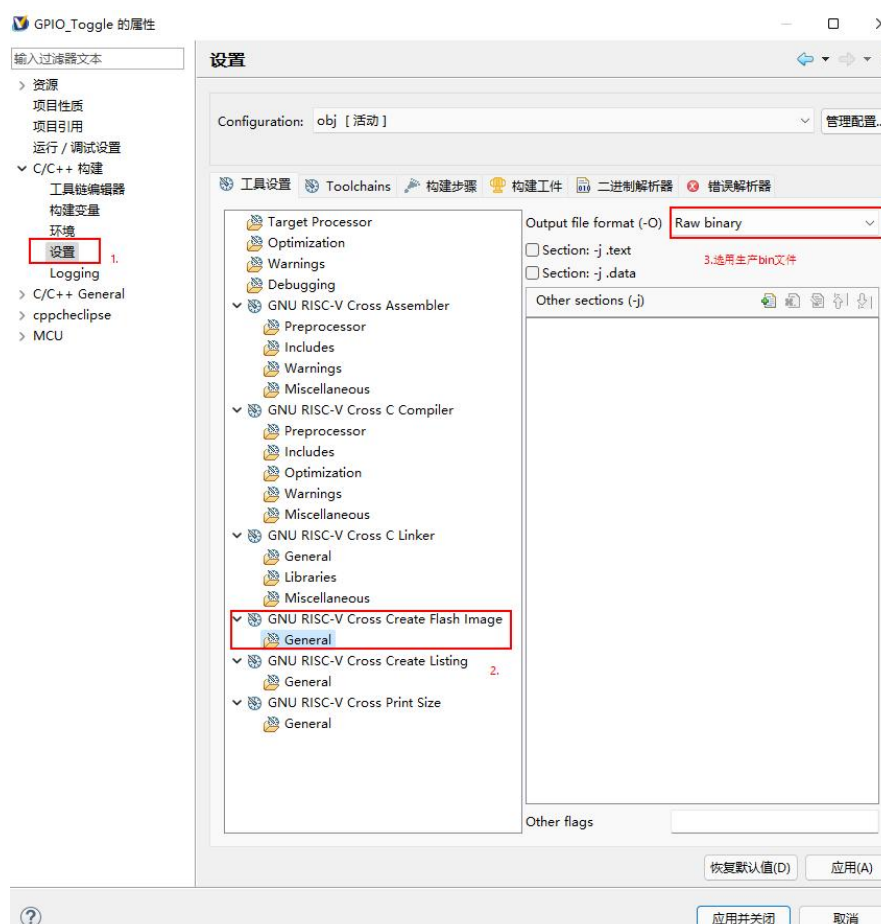 GPIO_Toggle 的属性
输入过滤器文本
设置
资源
项目性质
项目引用
运行 / 调试设置
C/C++ 构建
工具链编辑器
构建变量
环境
设置
1.
Logging
C/C++ General
cppcheclipse
MCU
Configuration:
obj [ 活动 ]
管理配置..
工具设置
Toolchains
构建步骤
构建工件
二进制解析器
错误解析器
Target Processor
Optimization
Warnings
Debugging
GNU RISC-V Cross Assembler
Preprocessor
Includes
Warnings
Miscellaneous
GNU RISC-V Cross C Compiler
Preprocessor
Includes
Optimization
Warnings
Miscellaneous
GNU RISC-V Cross C Linker
General
Libraries
Miscellaneous
GNU RISC-V Cross Create Flash Image
General
GNU RISC-V Cross Create Listing
2.
General
GNU RISC-V Cross Print Size
General
Output file format (-O)
Raw binary
Section: -j .text
3.选用生产bin文件
Section: -j .data
Other sections (-j)
Other flags
恢复默认值(D)
应用(A)
应用并关闭
取消